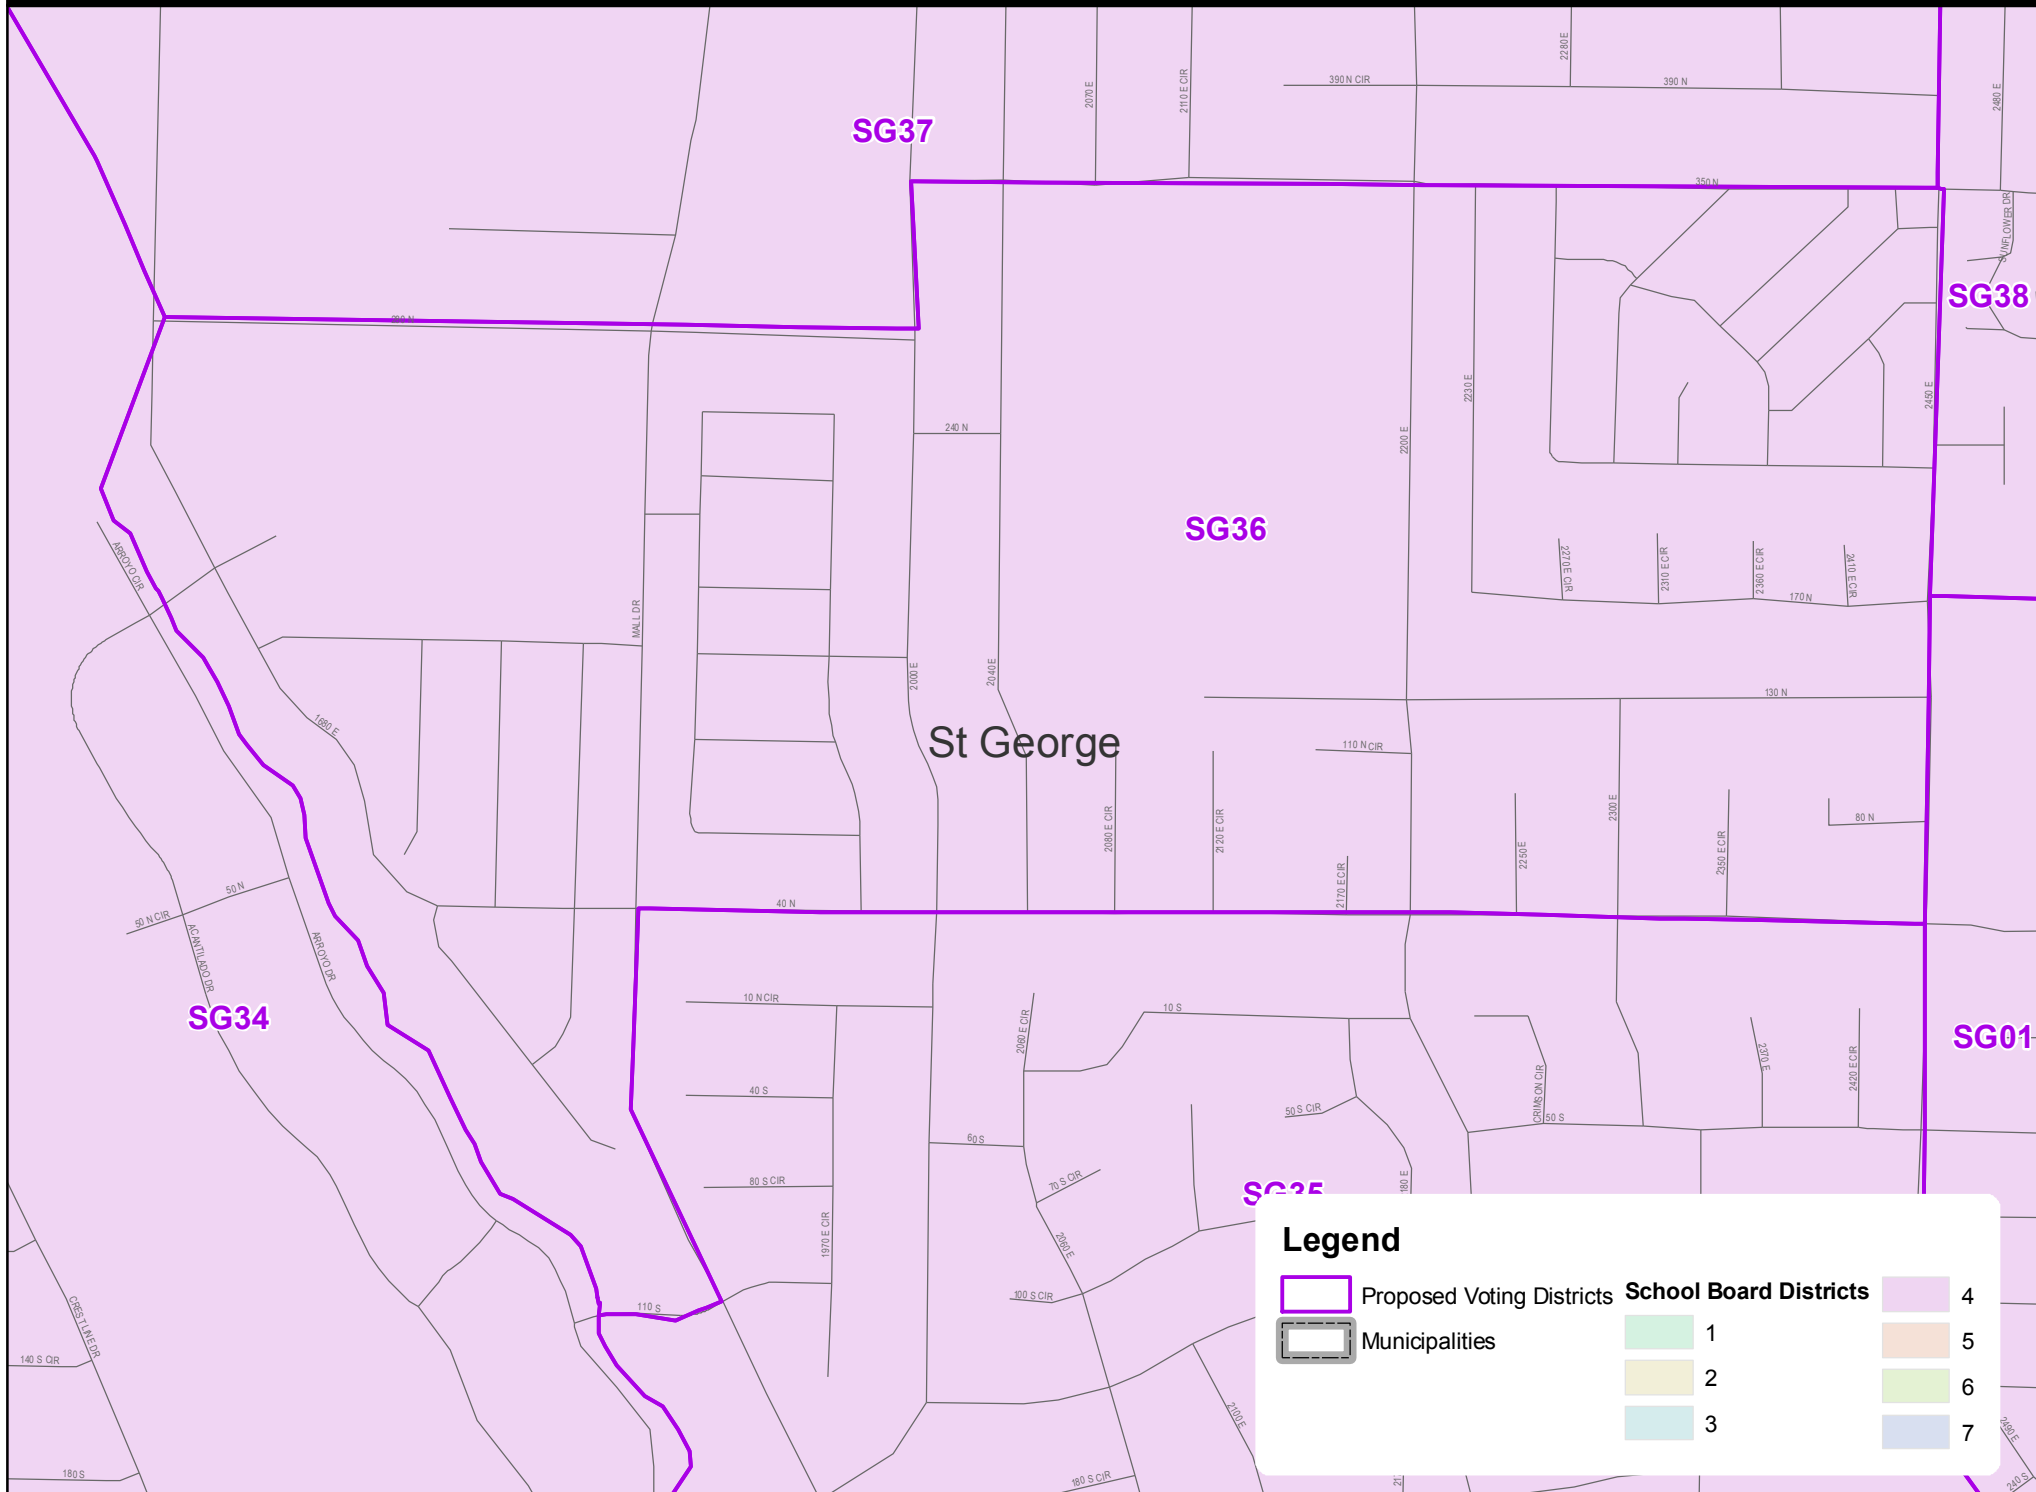 2280 E
390 N CIR
390 N
2070 E
2110 E CIR
2480 E
SG37
350 N
SUNFLOWER DR
SG38
240 N
2230 E
2450 E
2200 E
SG36
ARROYO CIR
2270 E CIR
2310 E CIR
2360 E CIR
2410 E CIR
170 N
MALL DR
2000 E
2040 E
130 N
1680 E
St George
110 N CIR
2080 E CIR
2120 E CIR
2300 E
80 N
2250 E
2350 E CIR
2170 E CIR
50 N
40 N
50 N CIR
ACANTILADO DR
ARROYO DR
10 N CIR
10 S
SG34
2060 E CIR
SG01
2370 E
2420 E CIR
CRIMSON CIR
40 S
50 S CIR
50 S
60 S
80 S CIR
70 S CIR
180 E
SG35
1970 E CIR
2060 E
Legend
Proposed Voting Districts
Municipalities
School Board Districts
1
2
3
4
5
6
7
100 S CIR
110 S
CRESTLINE DR
140 S CIR
2100 E
2490 E
180 S
180 S CIR
240 S